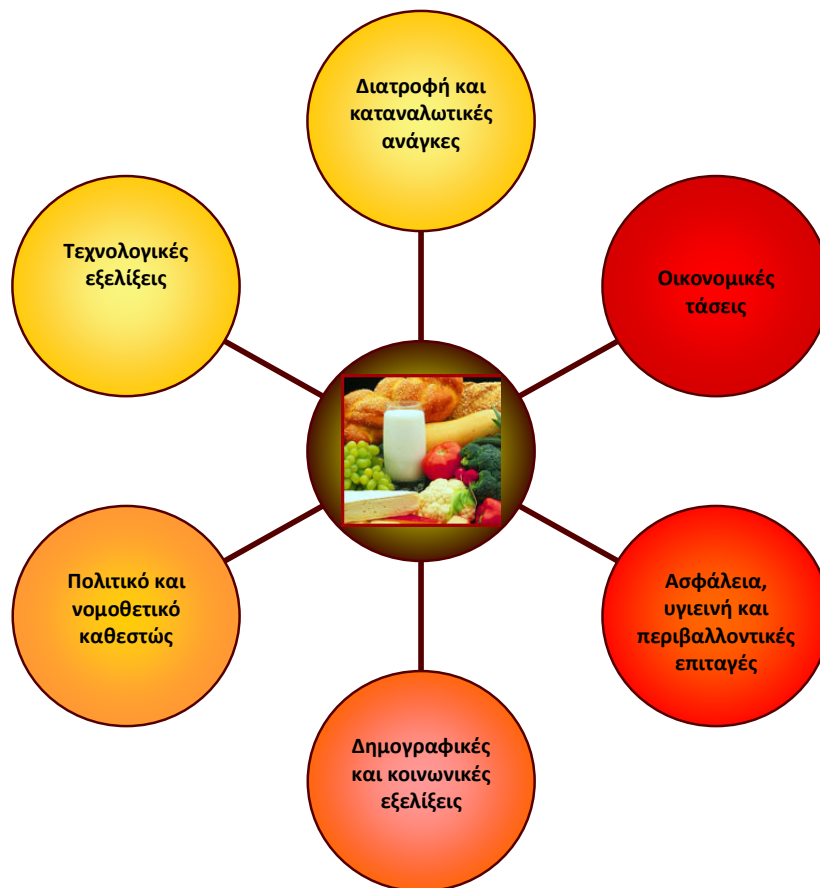 Διατροφή και
καταναλωτικές
ανάγκες
Τεχνολογικές
εξελίξεις
Οικονομικές
τάσεις
Πολιτικό και
νομοθετικό
καθεστώς
Ασφάλεια,
υγιεινή και
περιβαλλοντικές
επιταγές
Δημογραφικές
και κοινωνικές
εξελίξεις